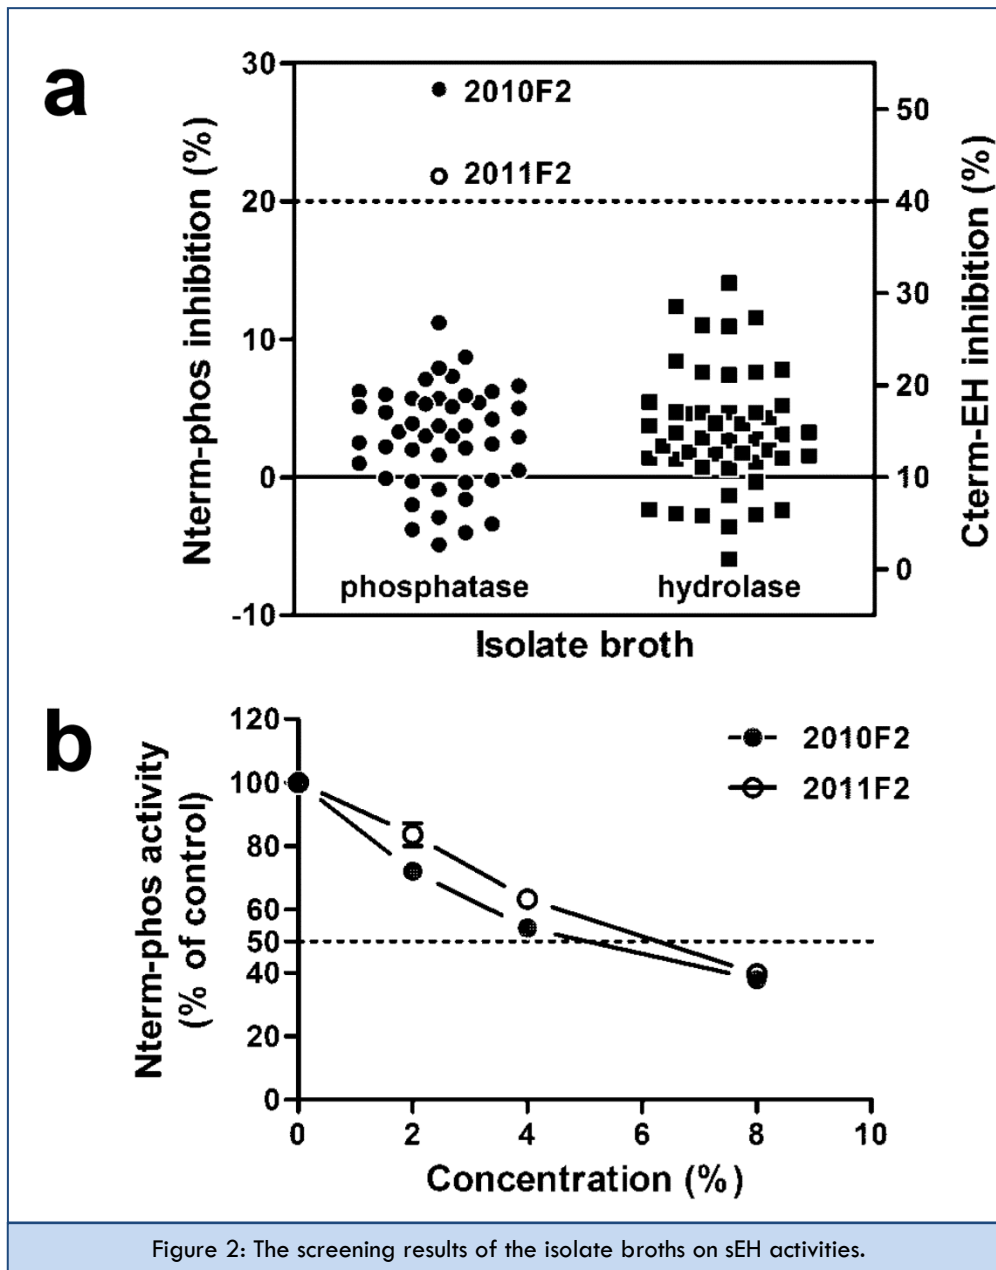 a
Nterm-phos inhibition (%)
30
20
10
0
-10
2010F2
2011F2
phosphatase
hydrolase
50
40
30
20
10
0
Cterm-EH inhibition (%)
Isolate broth
b
Nterm-phos activity
(% of control)
120
100
80
60
50
40
20
0
2010F2
2011F2
0 2 4 6 8 10
Concentration (%)
Figure 2: The screening results of the isolate broths on sEH activities.